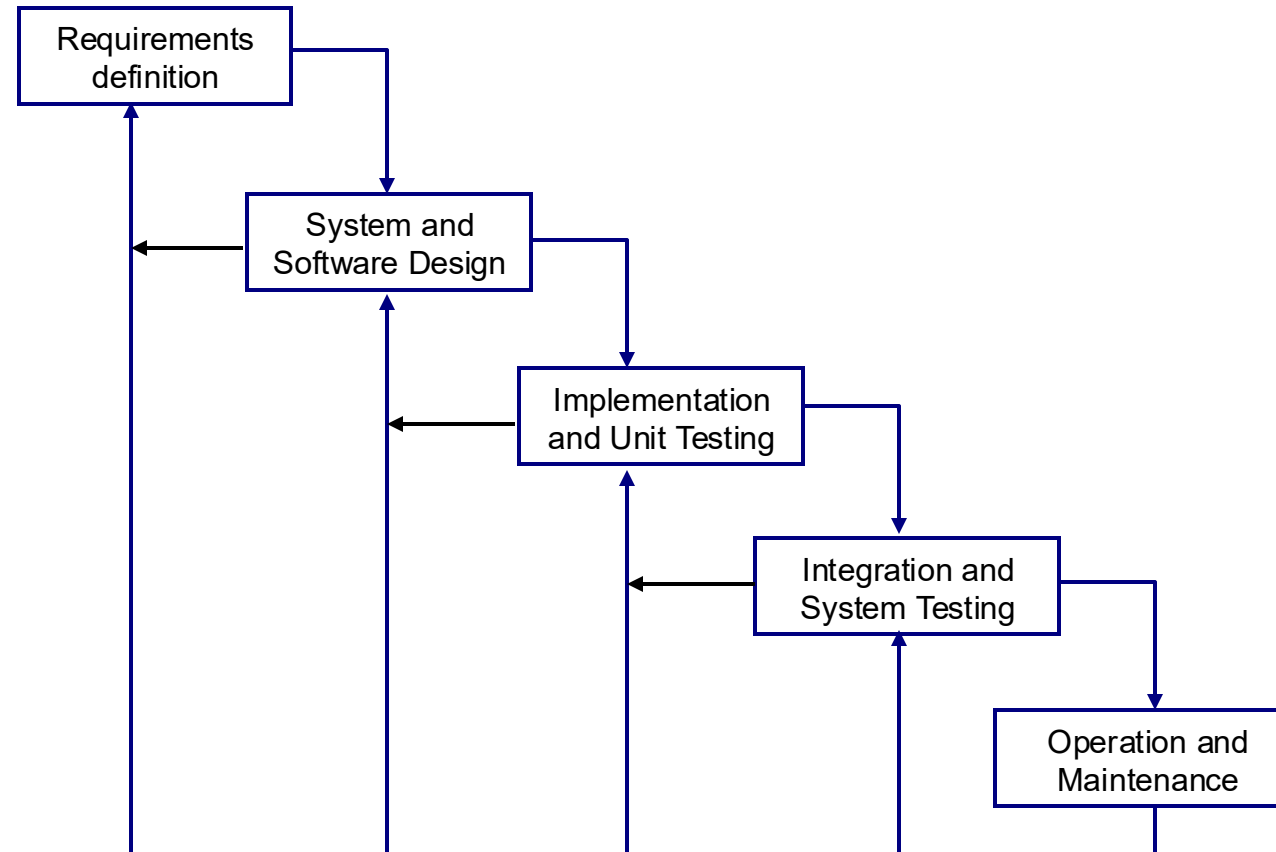 Requirements
definition
System and
Software Design
Implementation
and Unit Testing
Integration and
System Testing
Operation and
Maintenance